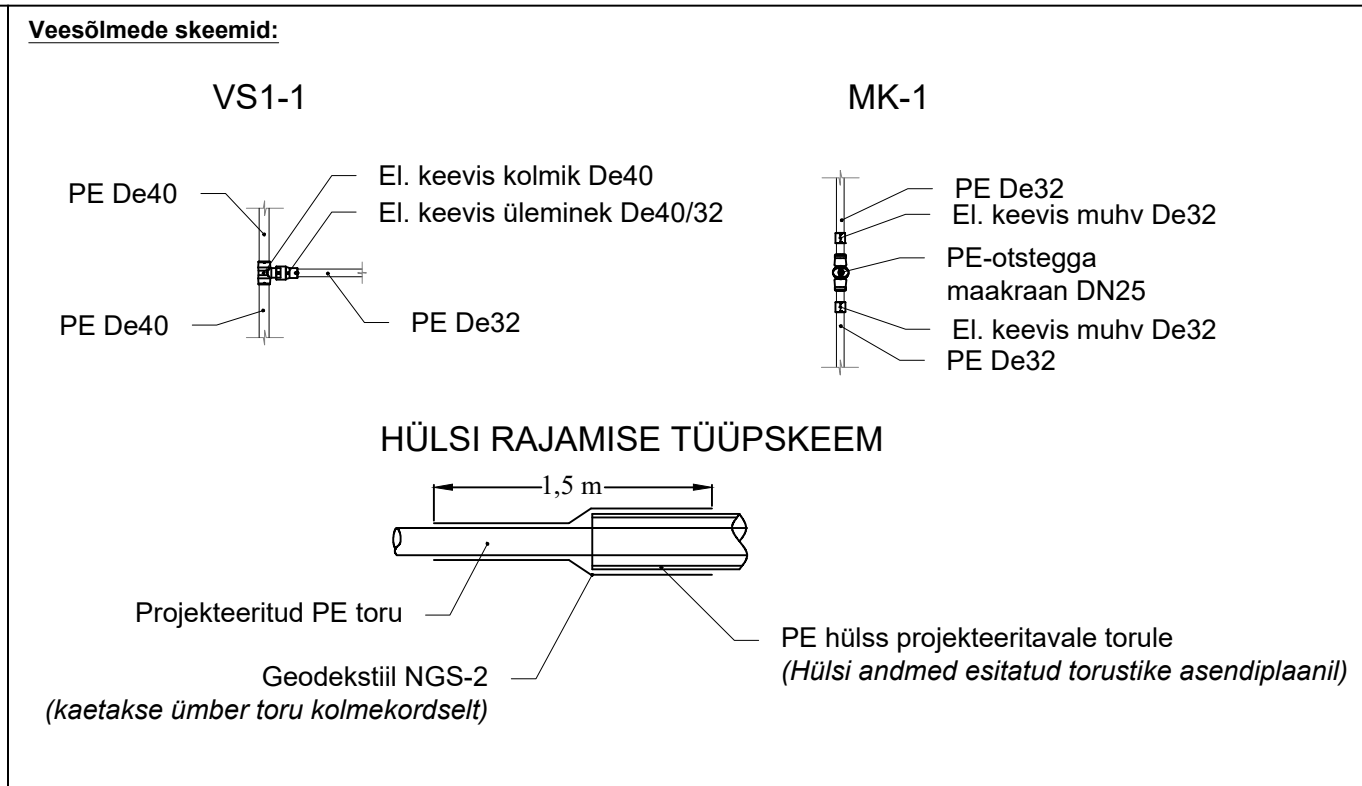 Veesõlmede skeemid:
VS1-1
PE De40
El. keevis kolmik De40
El. keevis üleminek De40/32
PE De40
PE De32
MK-1
PE De32
El. keevis muhv De32
PE-otstegga
maakraan DN25
El. keevis muhv De32
PE De32
HÜLSI RAJAMISE TÜÜPSKEEM
1,5 m
Projekteeritud PE toru
Geodekstiil NGS-2
(kaetakse ümber toru kolmekordselt)
PE hülss projekteeritavale torule
(Hülsi andmed esitatud torustike asendiplaanil)